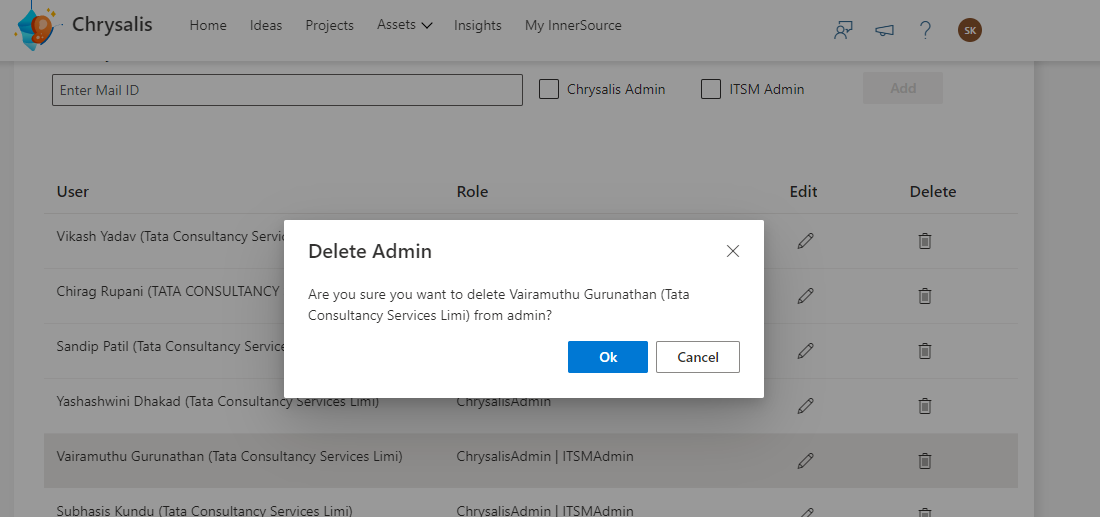 Chrysalis Home Ideas Projects Assets Insights My InnerSource ? SK
Enter Mail ID Chrysalis Admin ITSM Admin Add
User Role Edit Delete
Vikash Yadav (Tata Consultancy
Chirag Rupani (TATA CONSULTANCY
Sandip Patil (Tata Consultancy
Yashashwini Dhakad (Tata Consultancy Services Limi) ChrysalisAdmin
Vairamuthu Gurunathan (Tata Consultancy Services Limi) ChrysalisAdmin | ITSMAdmin
Subhasis Kundu (Tata Consultancy Services Limi) ChrysalisAdmin | ITSMAdmin
Delete Admin
Are you sure you want to delete Vairamuthu Gurunathan (Tata
Consultancy Services Limi) from admin?
Ok Cancel